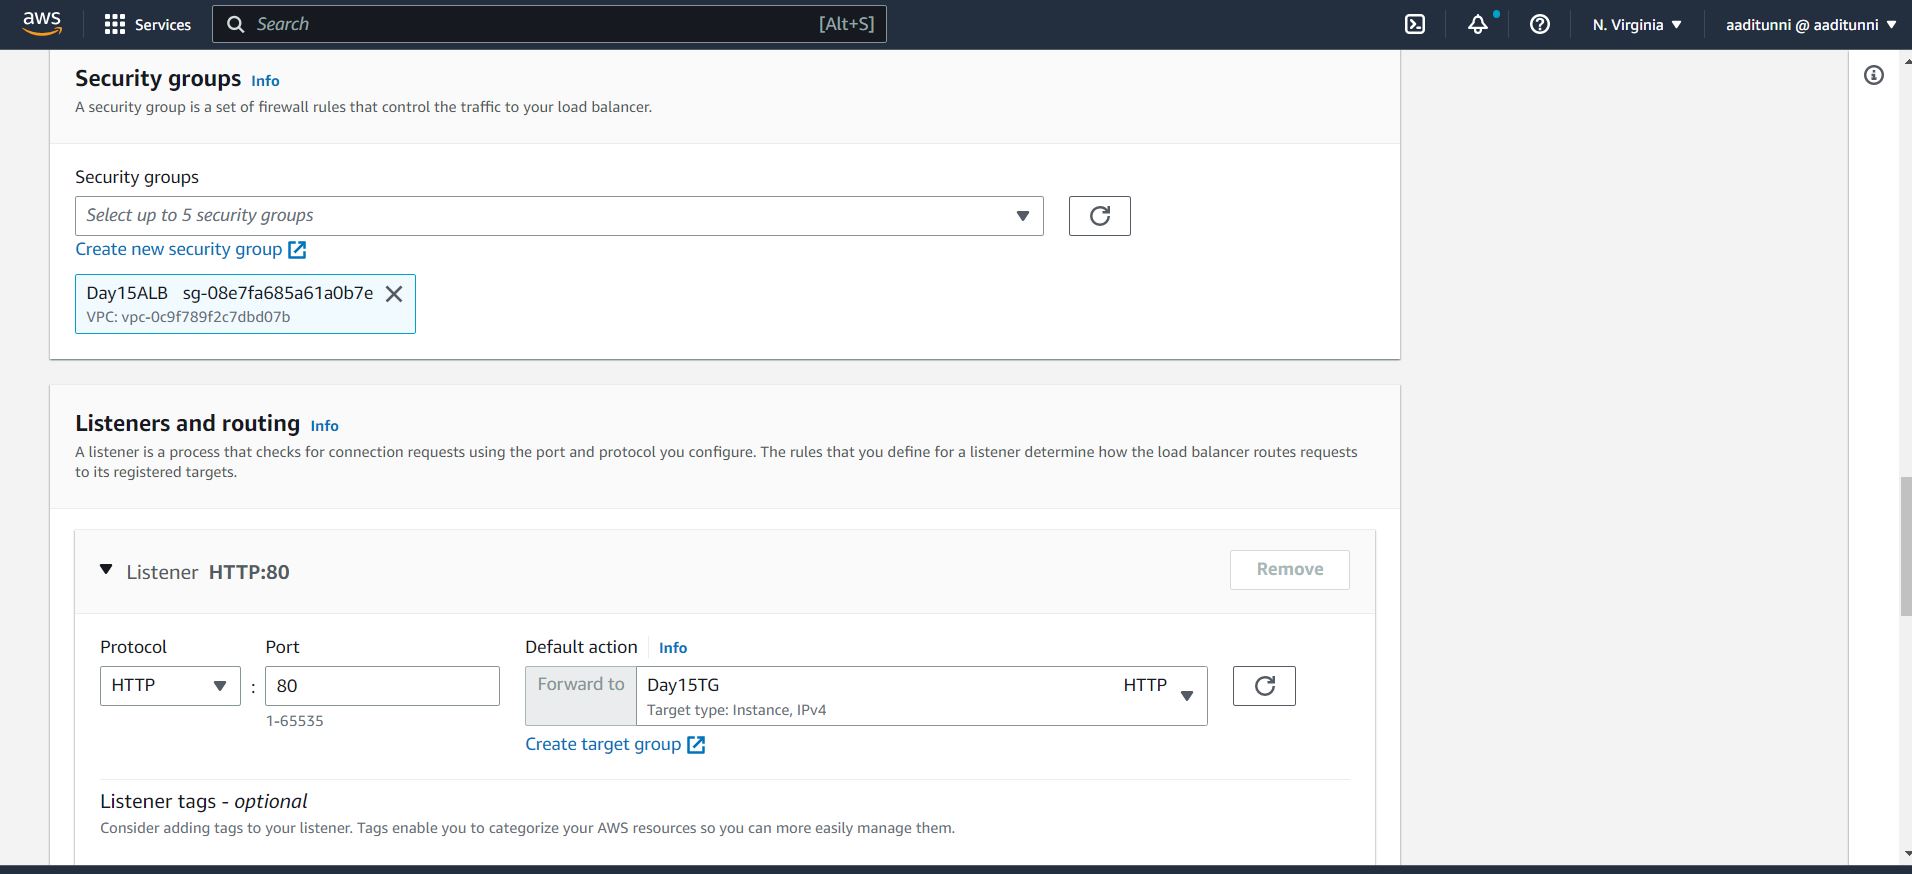 aws
Services
Search
[Alt+S]
N. Virginia
aaditunni @ aaditunni
Security groups Info
A security group is a set of firewall rules that control the traffic to your load balancer.
Security groups
Select up to 5 security groups
Create new security group
Day15ALB sg-08e7fa685a61a0b7e
VPC: vpc-0c9f789f2c7dbd07b
Listeners and routing Info
A listener is a process that checks for connection requests using the port and protocol you configure. The rules that you define for a listener determine how the load balancer routes requests
to its registered targets.
Listener HTTP:80
Remove
Protocol Port Default action Info
HTTP : 80 Forward to Day15TG HTTP
Target type: Instance, IPv4
1-65535
Create target group
Listener tags - optional
Consider adding tags to your listener. Tags enable you to categorize your AWS resources so you can more easily manage them.